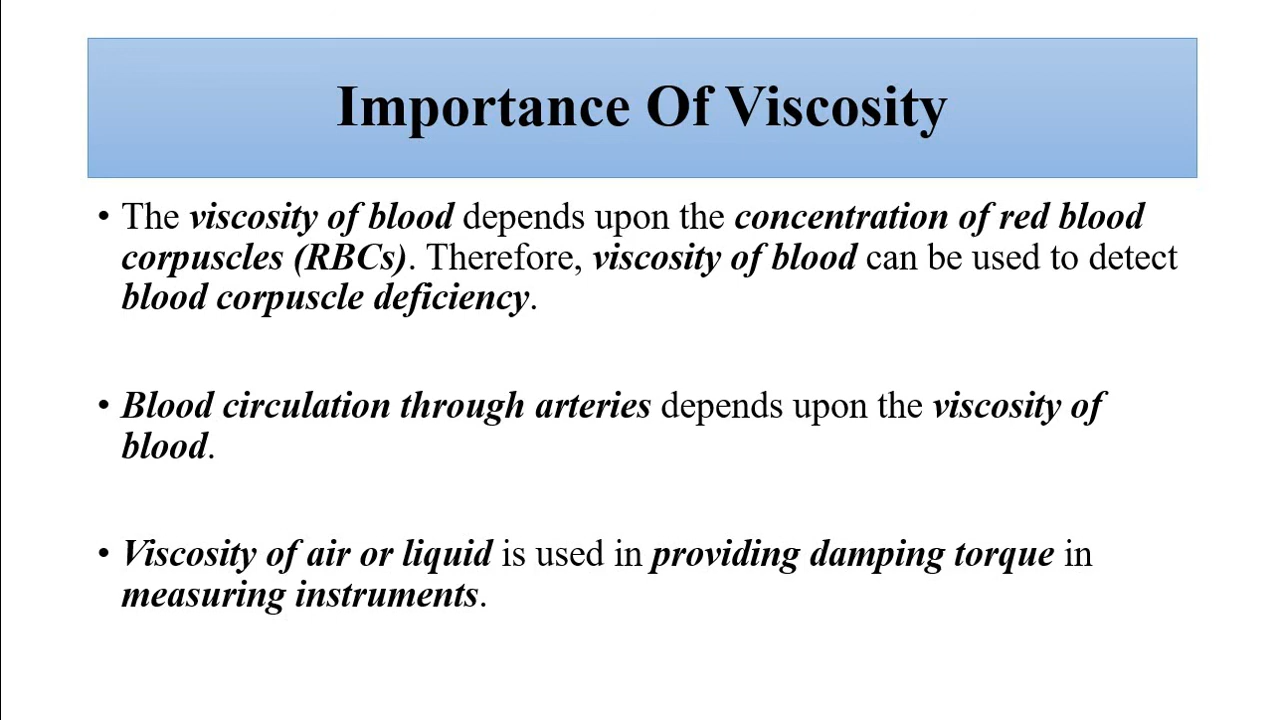 Importance Of Viscosity
• The viscosity of blood depends upon the concentration of red blood
corpuscles (RBCs). Therefore, viscosity of blood can be used to detect
blood corpuscle deficiency.
• Blood circulation through arteries depends upon the viscosity of
blood.
• Viscosity of air or liquid is used in providing damping torque in
measuring instruments.